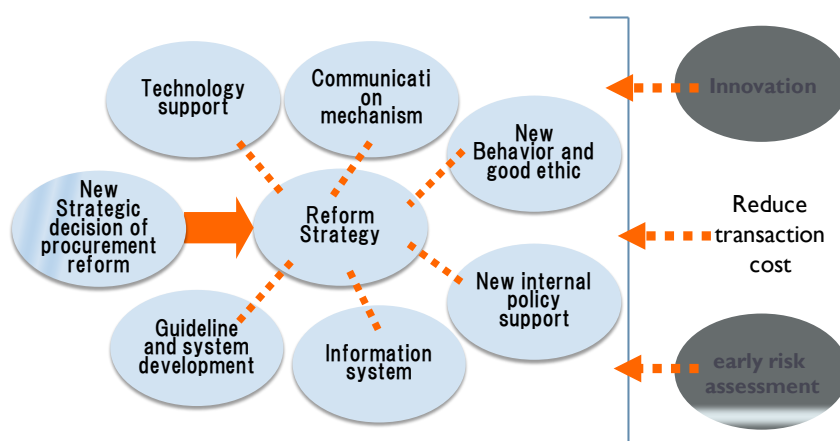 Technology
support
Communicati
on
mechanism
New
Behavior and
good ethic
Innovation
New
Strategic
decision of
procurement
reform
Reform
Strategy
Reduce
transaction
cost
New internal
policy
support
Guideline
and system
development
Information
system
early risk
assessment